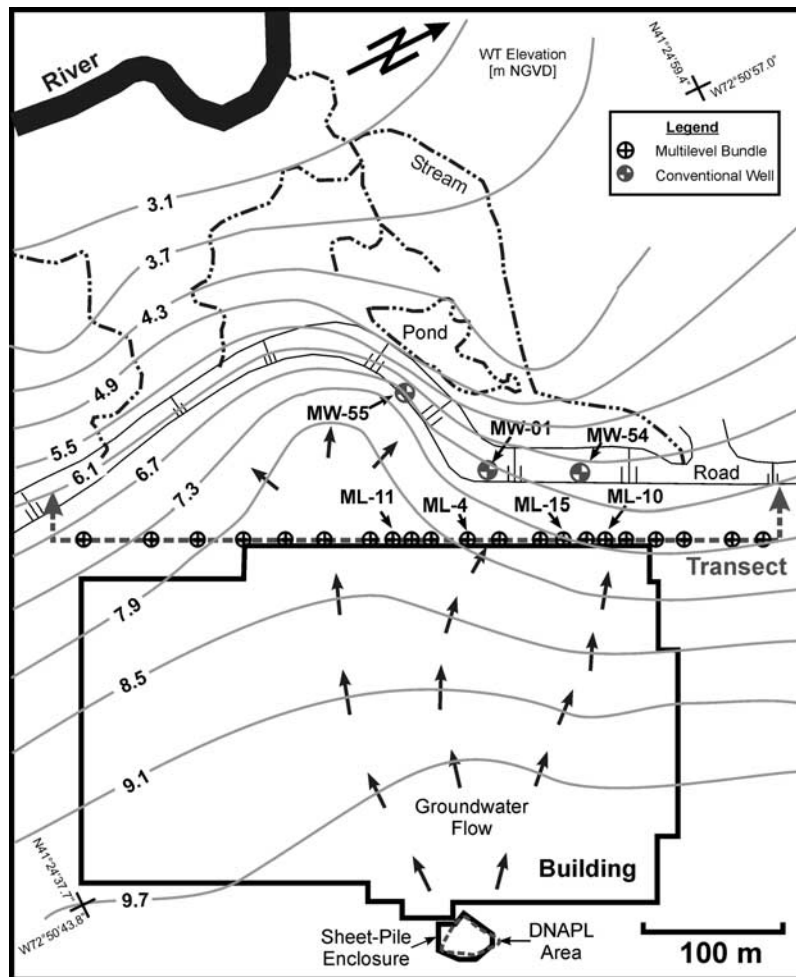 River
N
WT Elevation
[m NGVD]
N41°24'59.4"
W72°50'57.0"
Legend
Multilevel Bundle
Conventional Well
Stream
3.1
3.7
4.3
Pond
4.9
MW-55
MW-01
MW-54
5.5
6.1
6.7
Road
7.3
ML-11
ML-4
ML-15
ML-10
Transect
7.9
8.5
9.1
Groundwater
Flow
Building
N41°24'37.7"
W72°50'43.8"
9.7
Sheet-Pile
Enclosure
DNAPL
Area
100 m